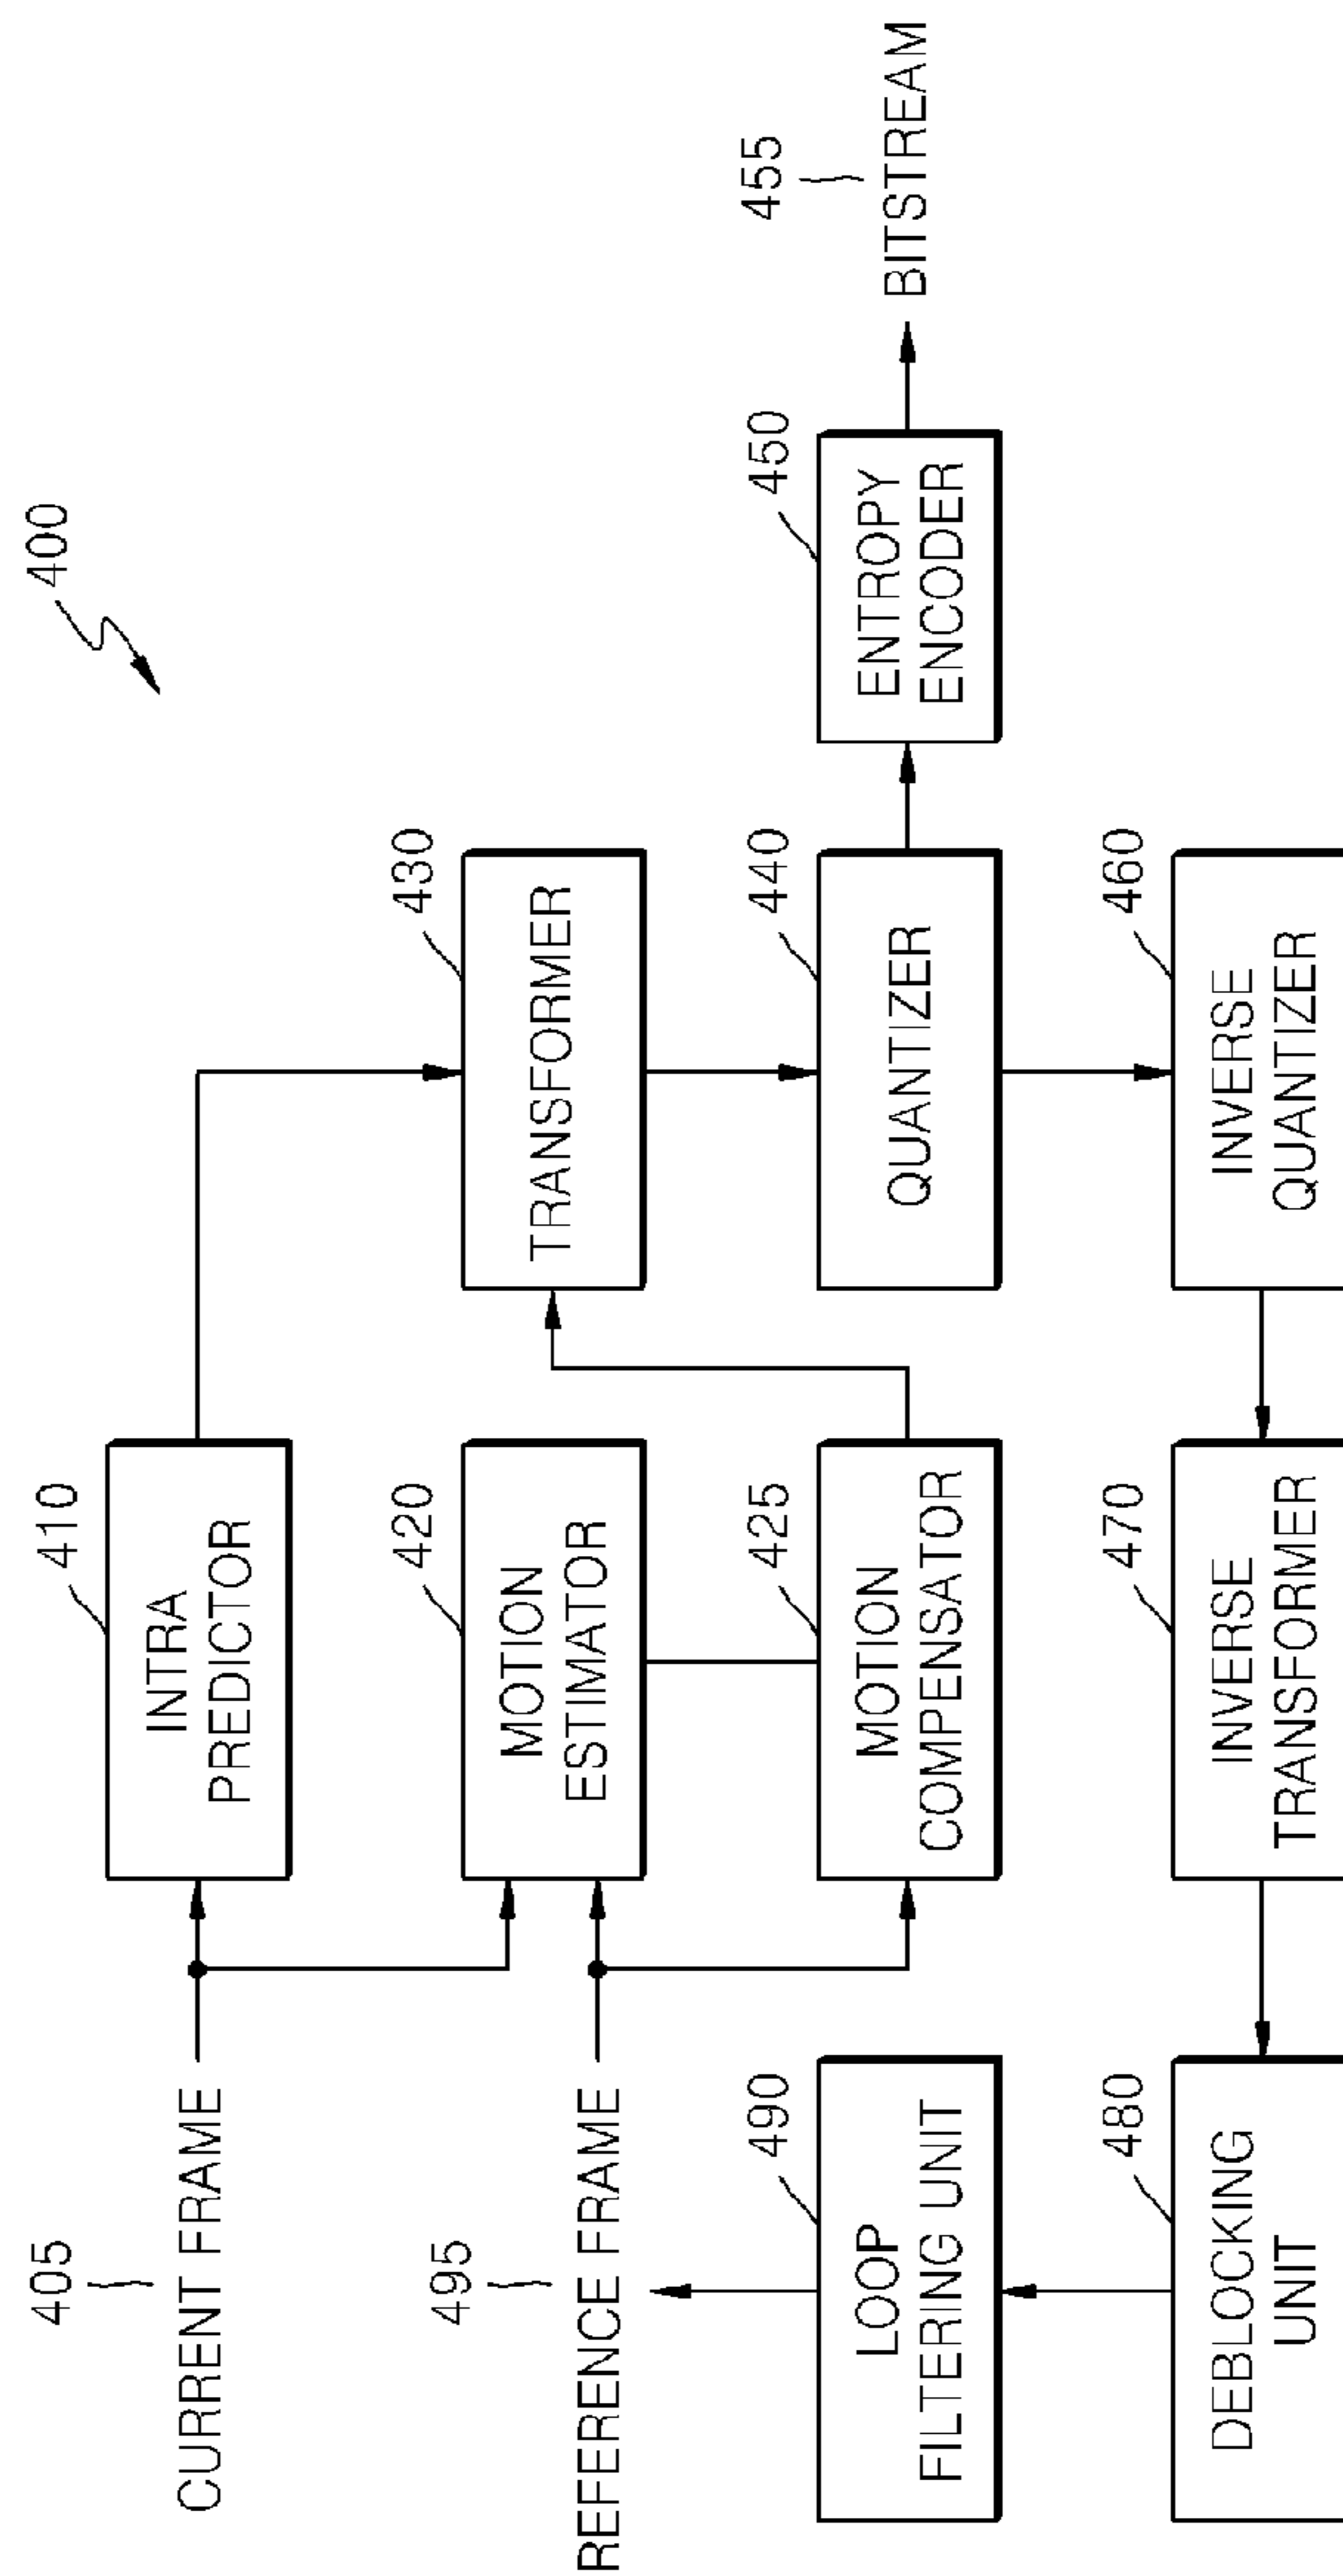 400
405
CURRENT FRAME
410
INTRA
PREDICTOR
495
REFERENCE FRAME
420
MOTION
ESTIMATOR
430
TRANSFORMER
490
LOOP
FILTERING UNIT
425
MOTION
COMPENSATOR
440
QUANTIZER
450
ENTROPY
ENCODER
455
BITSTREAM
480
DEBLOCKING
UNIT
470
INVERSE
TRANSFORMER
460
INVERSE
QUANTIZER